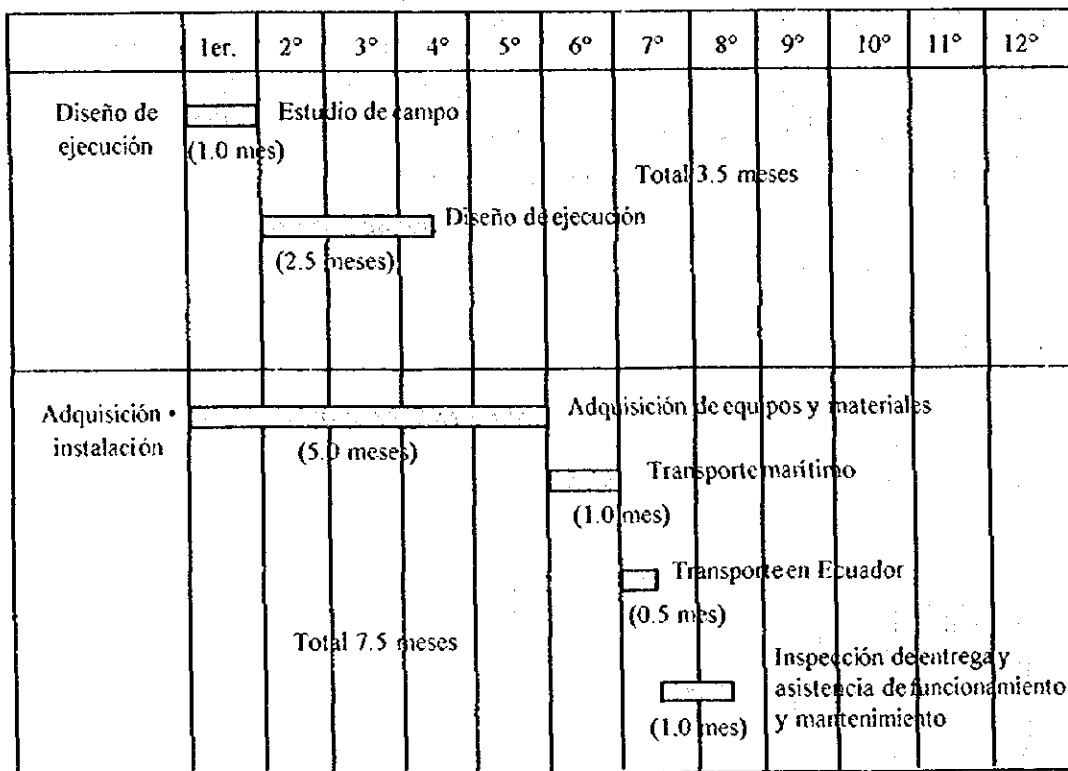 1er. 2° 3° 4° 5° 6° 7° 8° 9° 10° 11° 12°
Diseño de
ejecución
Estudio de campo
(1.0 mes)
Total 3.5 meses
Diseño de ejecución
(2.5 meses)
Adquisición •
instalación
Adquisición de equipos y materiales
(5.0 meses)
Transporte marítimo
(1.0 mes)
Transporte en Ecuador
(0.5 mes)
Total 7.5 meses
Inspección de entrega y
asistencia de funcionamiento
y mantenimiento
(1.0 mes)